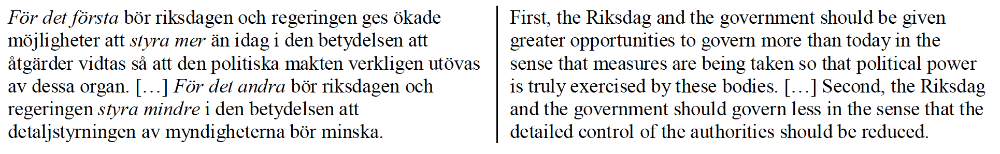 För det första bör riksdagen och regeringen ges ökade
möjligheter att styra mer än idag i den betydelsen att
åtgärder vidtas så att den politiska makten verkligen utövas
av dessa organ. […] För det andra bör riksdagen och
regeringen styra mindre i den betydelsen att
detaljstyrningen av myndigheterna bör minska.
First, the Riksdag and the government should be given
greater opportunities to govern more than today in the
sense that measures are being taken so that political power
is truly exercised by these bodies. […] Second, the Riksdag
and the government should govern less in the sense that the
detailed control of the authorities should be reduced.